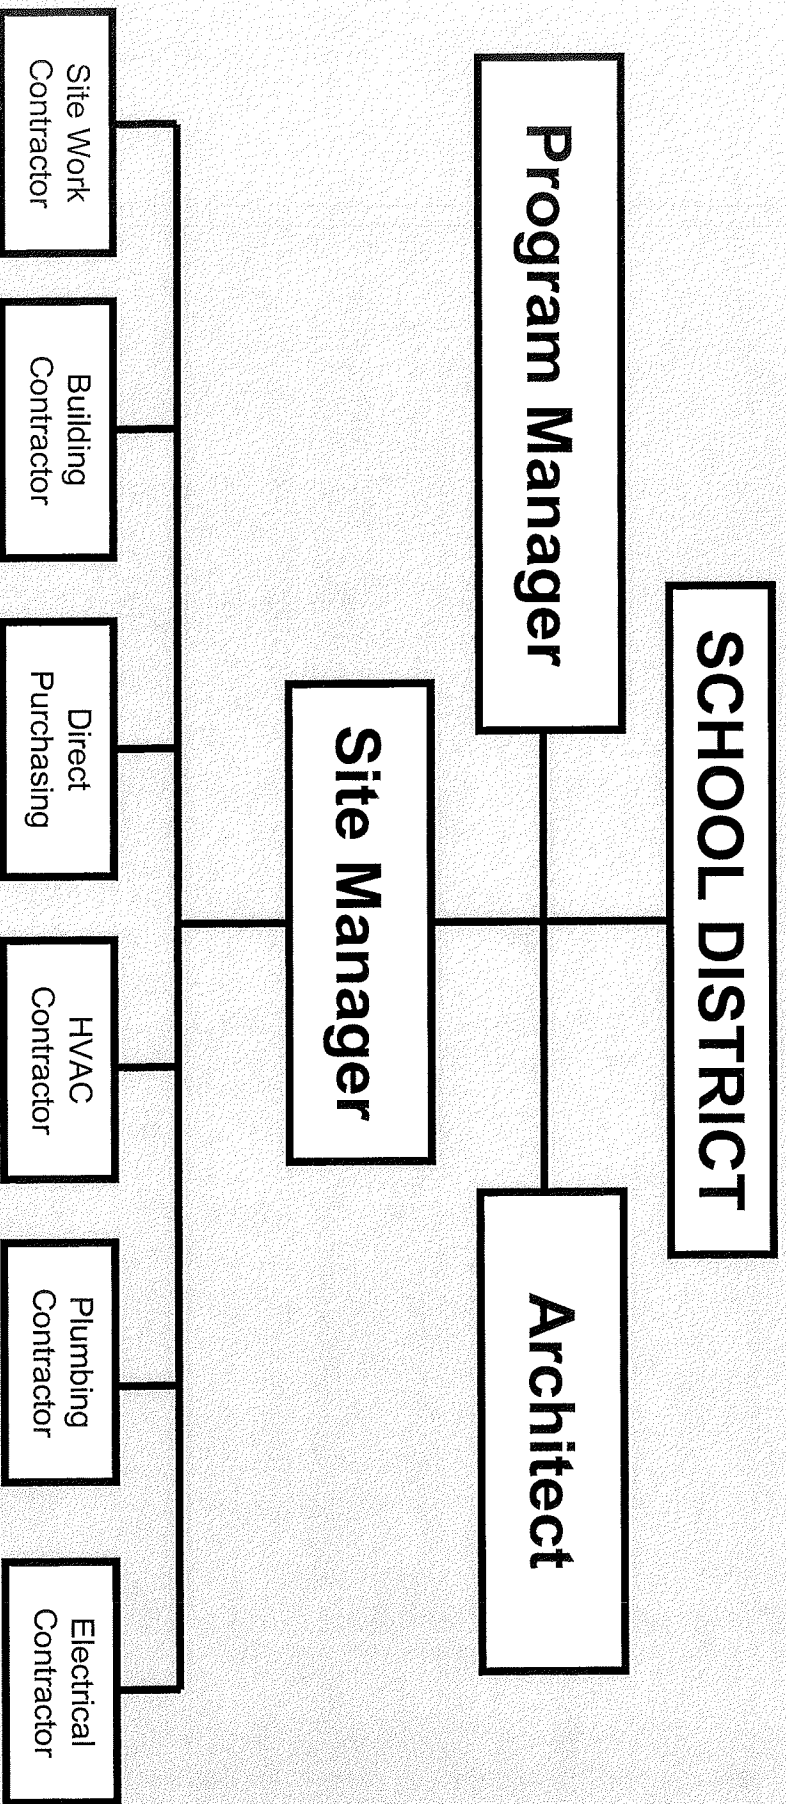 SCHOOL DISTRICT
Program Manager
Architect
Site Manager
Site Work
Contractor
Building
Contractor
Direct
Purchasing
HVAC
Contractor
Plumbing
Contractor
Electrical
Contractor